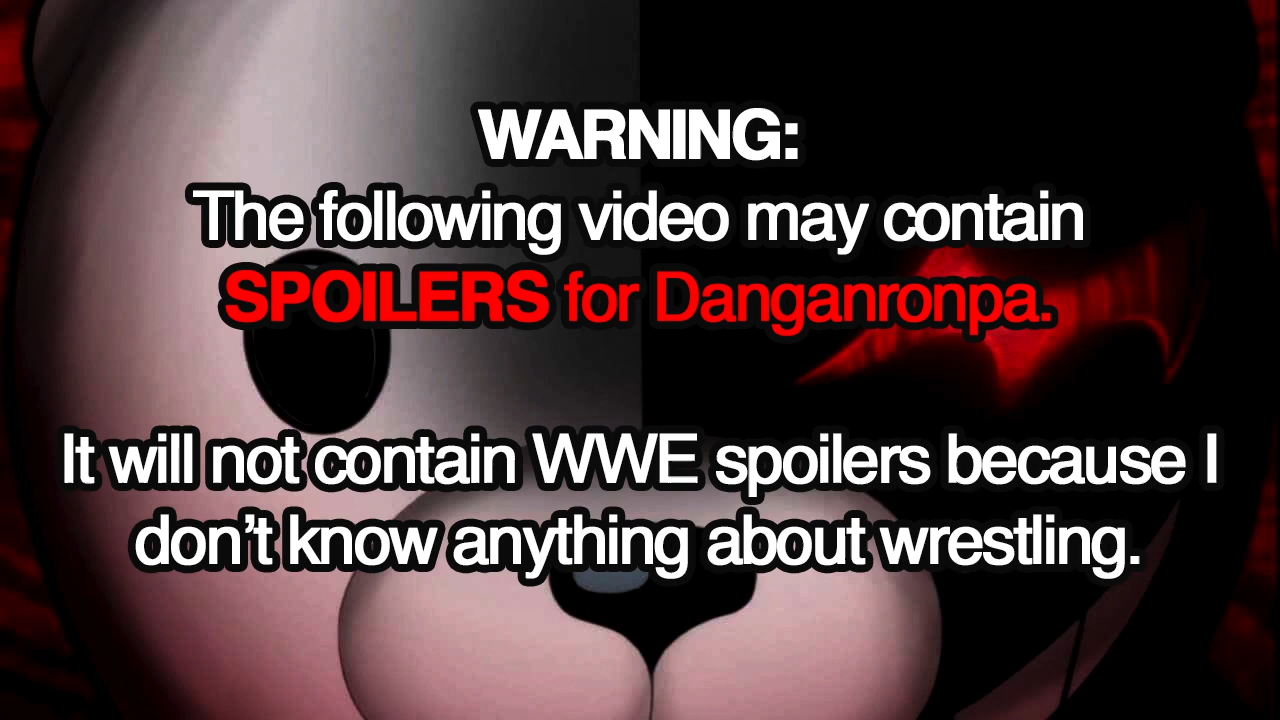 WARNING:
The following video may contain
SPOILERS for Danganronpa.
It will not contain WWE spoilers because I
don’t know anything about wrestling.